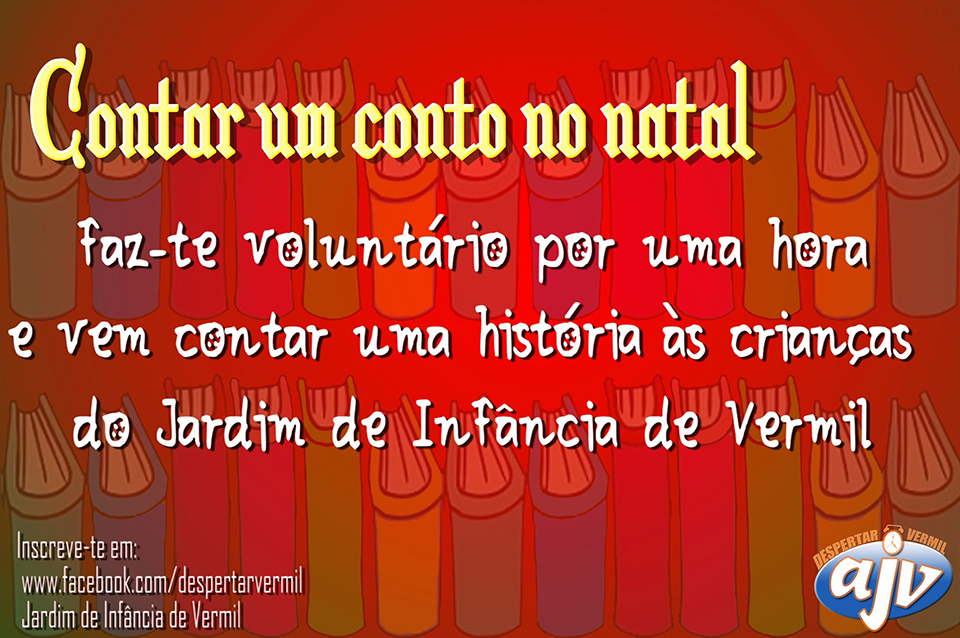 Contar um conto no natal
faz-te voluntário por uma hora
e vem contar uma história às crianças
do Jardim de Infância de Vermil
Inscreve-te em:
www.facebook.com/despertarvermil
Jardim de Infância de Vermil
DESPERTAR VERMIL
ajv